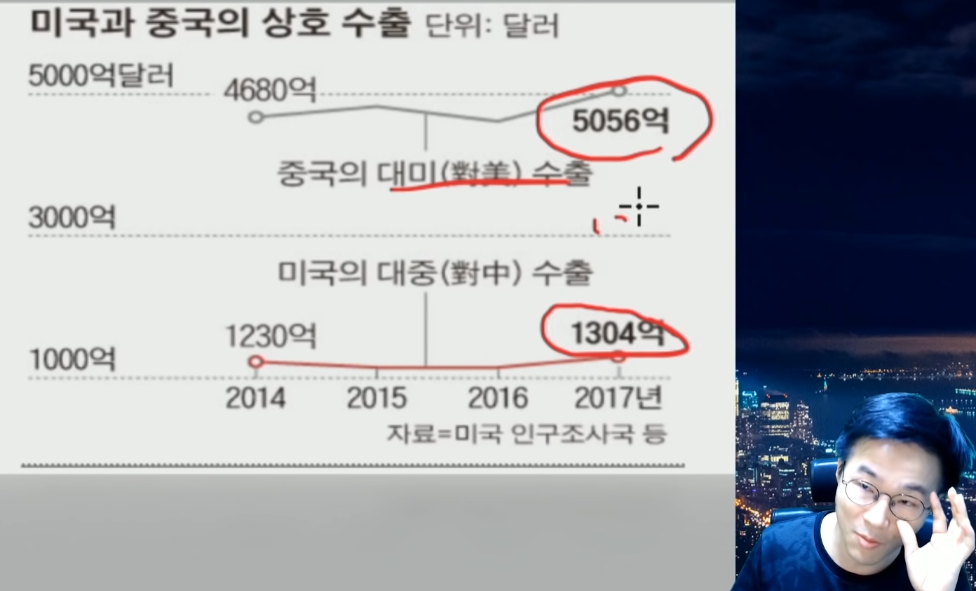 미국과 중국의 상호 수출 단위: 달러
5000억달러
4680억
5056억
중국의 대미(對美) 수출
3000억
미국의 대중(對中) 수출
1230억
1304억
1000억
2014 2015 2016 2017년
자료=미국 인구조사국 등